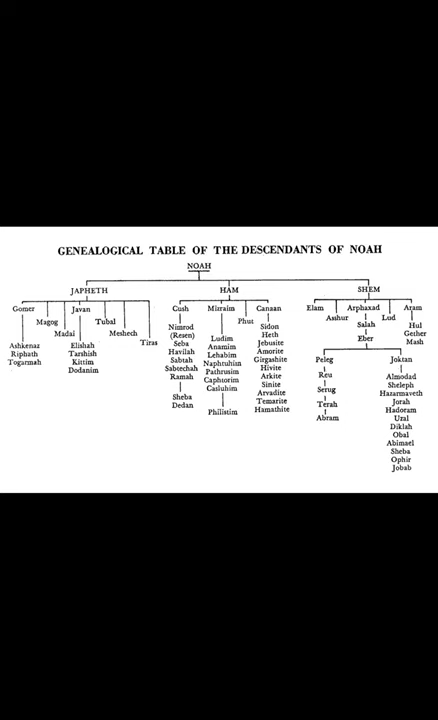 GENEALOGICAL TABLE OF THE DESCENDANTS OF NOAH
NOAH
JAPHETH HAM SHEM
Gomer Javan Cush Mizraim Canaan Elam Arphaxad Aram
Magog Tubal Phut Asshur Lud
Madai Meshech
Tiras
Ashkenaz
Riphath
Togarmah
Elishah
Tarshish
Kittim
Dodanim
Nimrod
(Resen)
Seba
Havilah
Sabtah
Sabtechah
Ramah
Sheba
Dedan
Ludim
Anamim
Lehabim
Naphruhim
Pathrusim
Caphtorim
Casluhim
Philistim
Sidon
Heth
Jebusite
Amorite
Girgashite
Hivite
Arkite
Sinite
Arvadite
Temarite
Hamathite
Salah
Eber
Hul
Gether
Mash
Peleg
Reu
Serug
Terah
Abram
Joktan
Almodad
Sheleph
Hazarmaveth
Jorah
Hadoram
Uzal
Diklah
Obal
Abimael
Sheba
Ophir
Jobab